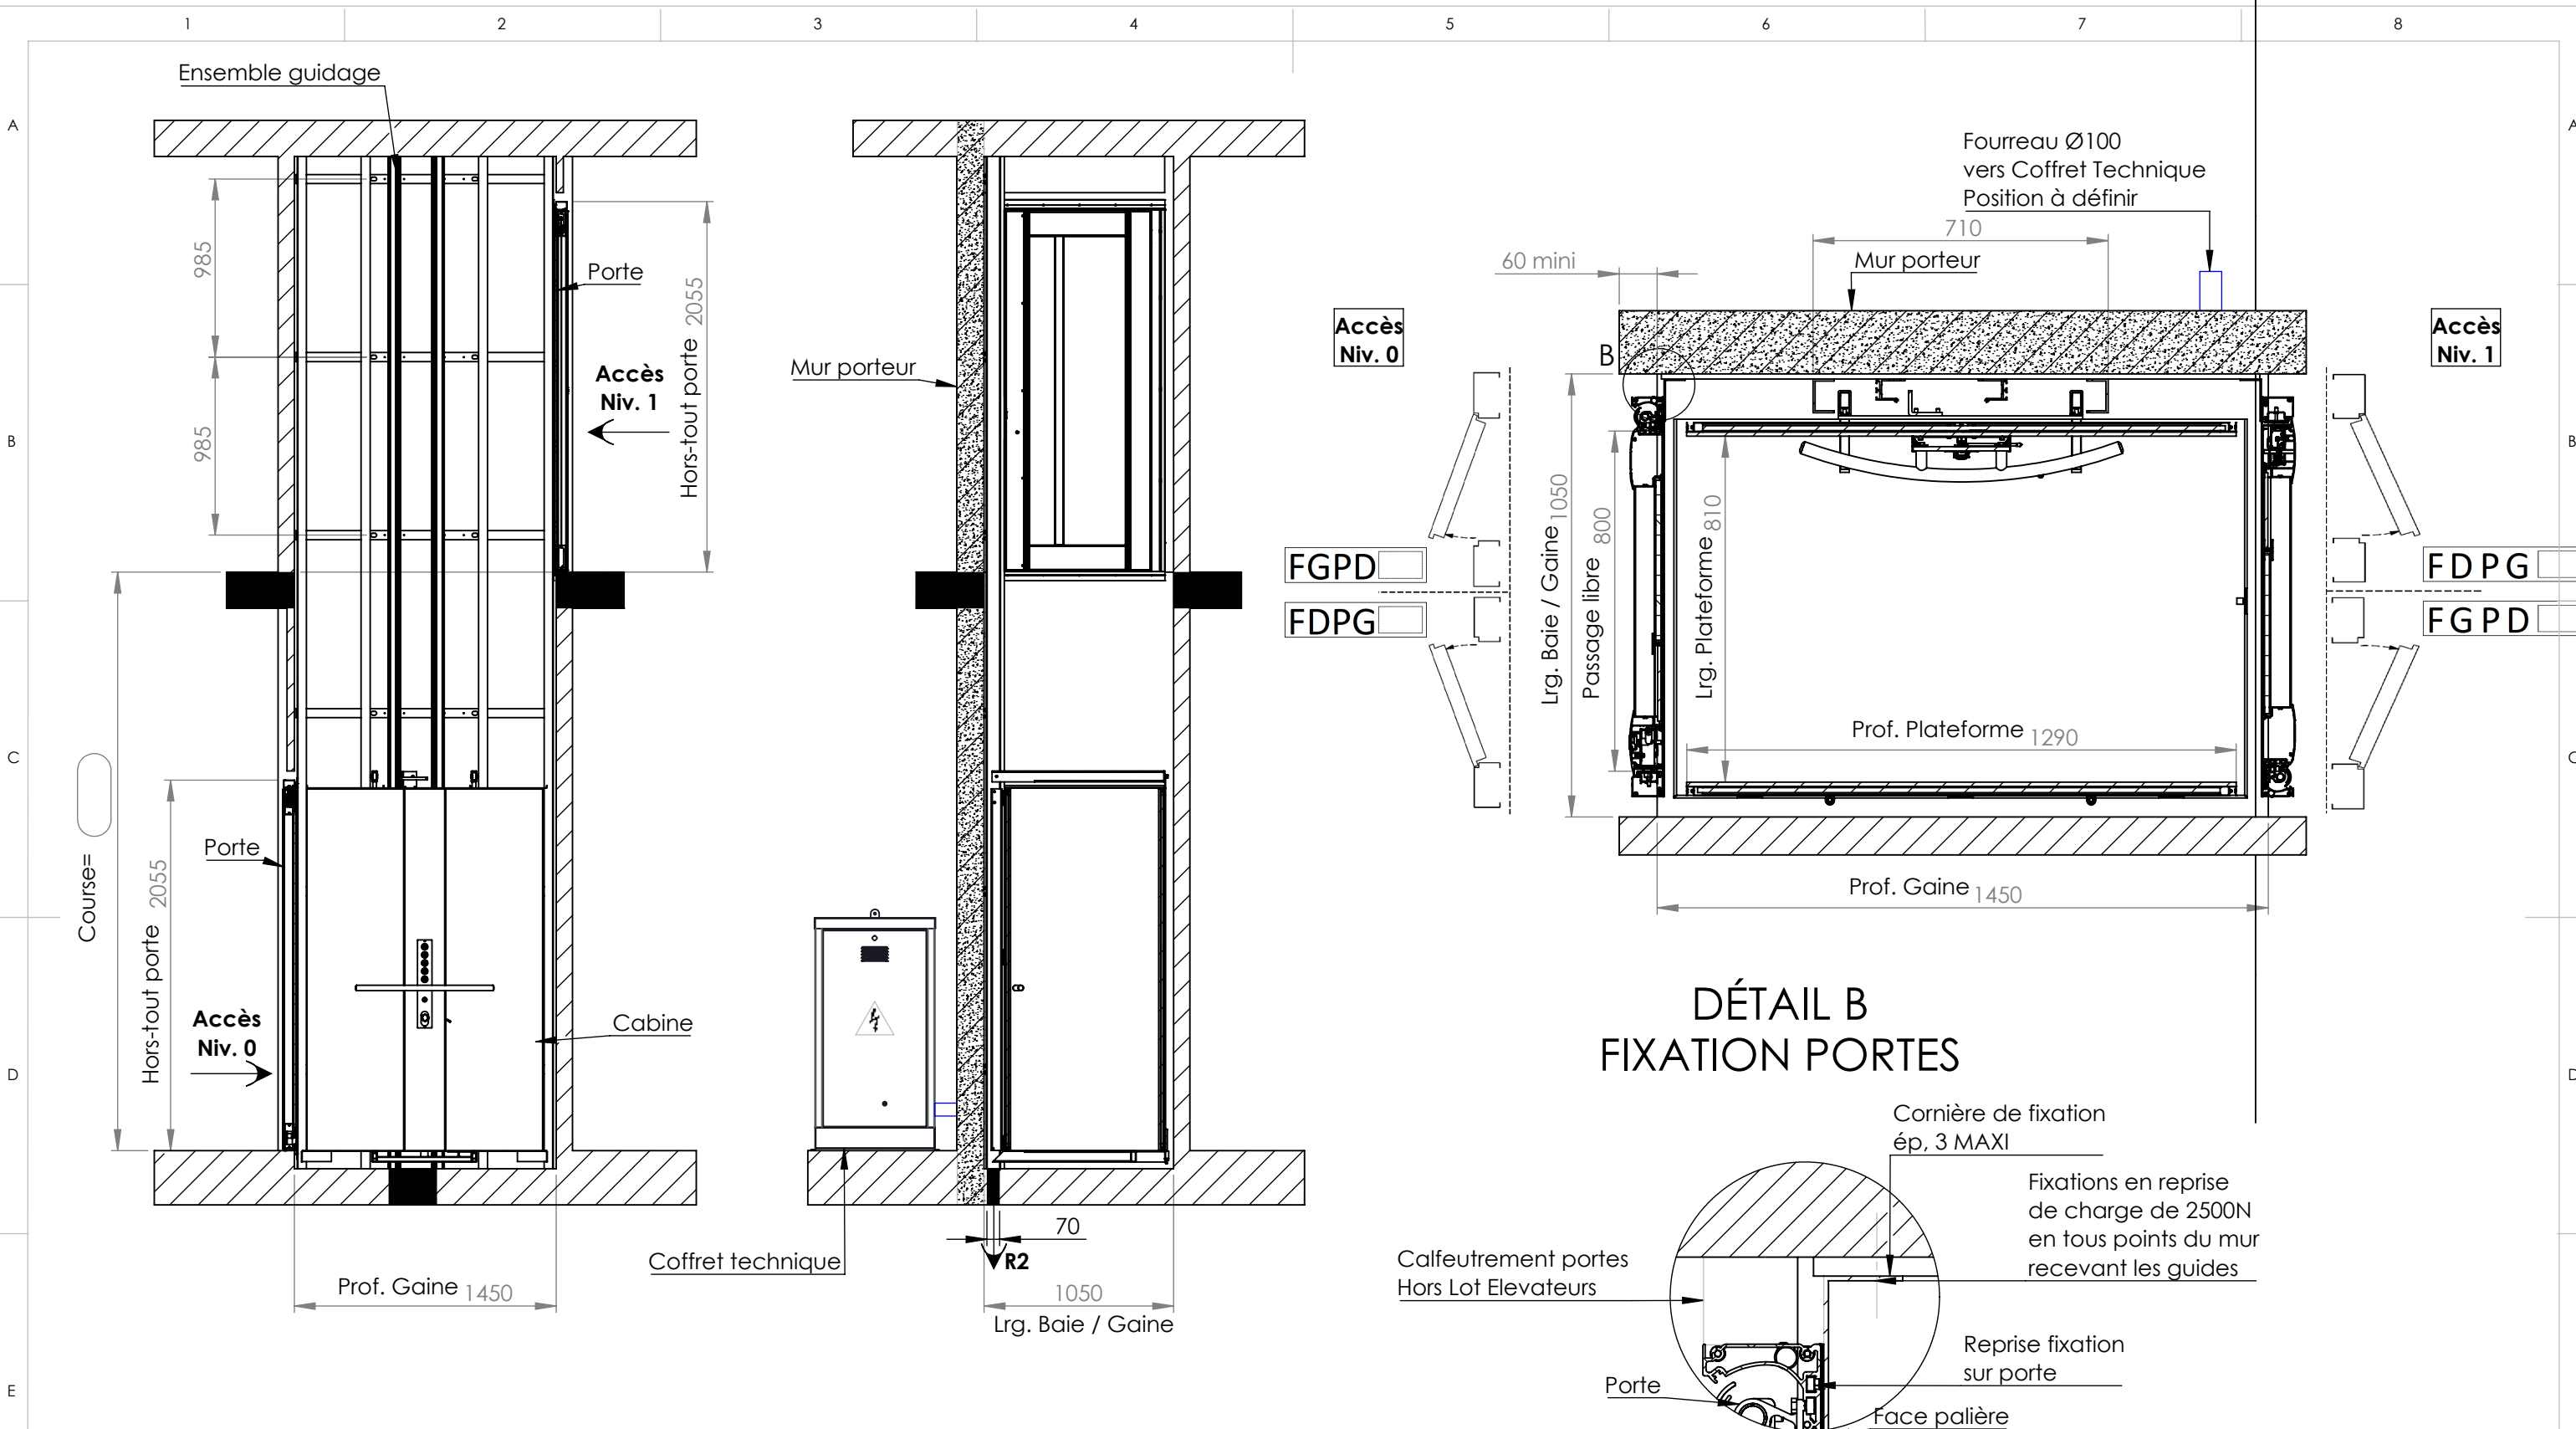 1 2 3 4 5 6 7 8
A
B
C
D
E
A
B
C
D
Ensemble guidage
985
985
Porte
Hors-tout porte 2055
Accès
Niv. 1
Course=
Porte
Hors-tout porte 2055
Accès
Niv. 0
Cabine
Prof. Gaine 1450
Mur porteur
Coffret technique
70
R2
1050
Lrg. Baie / Gaine
Fourreau Ø100
vers Coffret Technique
Position à définir
710
60 mini
Mur porteur
Accès
Niv. 0
Accès
Niv. 1
B
FGPD
FDPG
FDPG
FGPD
Lrg. Baie / Gaine 1050
Passage libre 800
Lrg. Plateforme 810
Prof. Plateforme 1290
Prof. Gaine 1450
DÉTAIL B
FIXATION PORTES
Cornière de fixation
ép, 3 MAXI
Fixations en reprise
de charge de 2500N
en tous points du mur
recevant les guides
Calfeutrement portes
Hors Lot Elevateurs
Reprise fixation
sur porte
Porte
Face palière